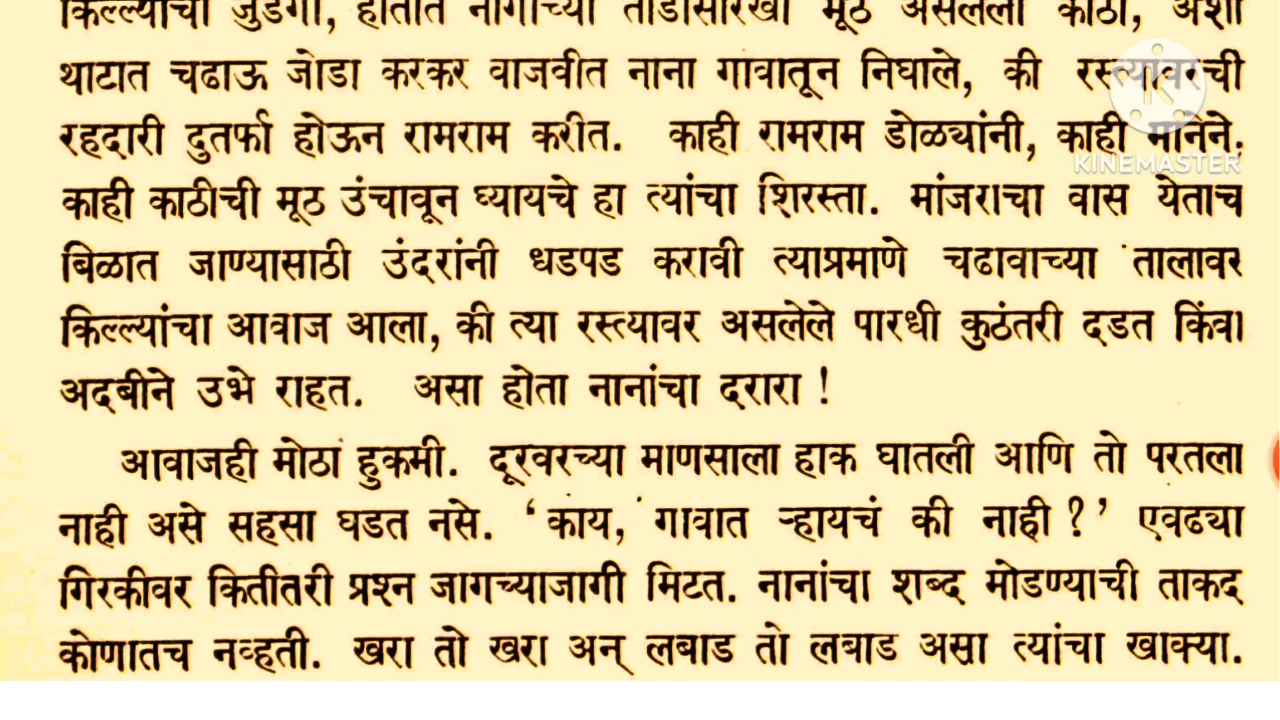 किल्ल्यांचा जुडगा, हातात नागाच्या तोंडासारखी मूठ असलेली काठी, अशा
थाटात चढाऊ जोडा करकर वाजवीत नाना गावातून निघाले, की रस्त्यांवरची
रहदारी दुतर्फा होऊन रामराम करीत. काही रामराम डोळ्यांनी, काही मानेने,
काही काठीची मूठ उंचावून घ्यायचे हा त्यांचा शिरस्ता. मांजराचा वास येताच
बिळात जाण्यासाठी उंदरांनी धडपड करावी त्याप्रमाणे चढावाच्या तालावर
किल्ल्यांचा आवाज आला, की त्या रस्त्यावर असलेले पारधी कुठंतरी दडत किंवा
अदबीने उभे राहत. असा होता नानांचा दरारा !
आवाजही मोठा हुकमी. दूरवरच्या माणसाला हाक घातली आणि तो परतला
नाही असे सहसा घडत नसे. ‘ काय, गावात ऱ्हायचं की नाही ? ’ एवढ्या
गिरकीवर कितीतरी प्रश्न जागच्याजागी मिटत. नानांचा शब्द मोडण्याची ताकद
कोणातच नव्हती. खरा तो खरा अन् लबाड तो लबाड असा त्यांचा खाक्या.
KINEMASTER